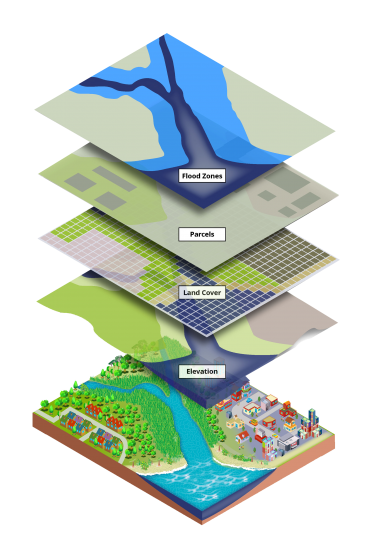 Flood Zones
Parcels
Land Cover
Elevation